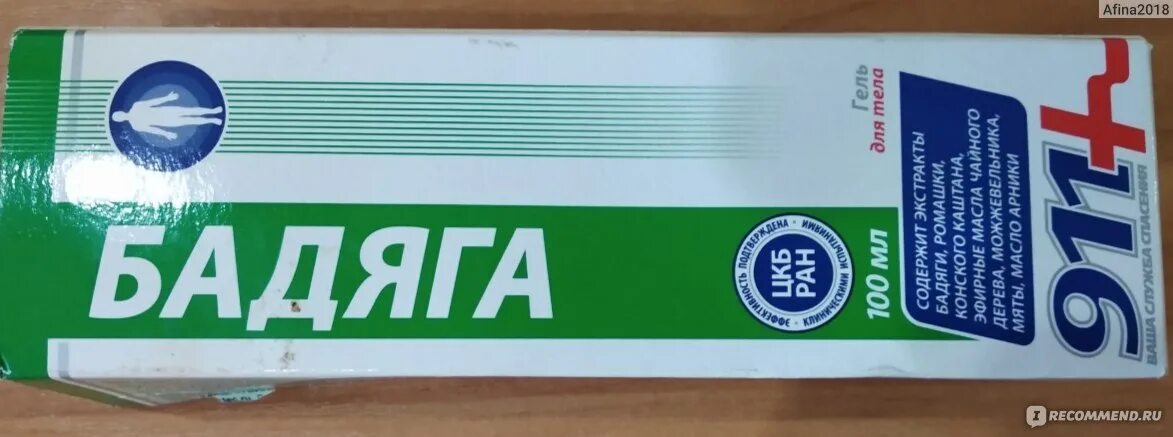 Afina2018
БАДЯГА
Гель
для тела
ЭФФЕКТИВНОСТЬ ПОДТВЕРЖДЕНА
КЛИНИЧЕСКИМИ ИСПЫТАНИЯМИ
ЦКБ
РАН
100 МЛ
СОДЕРЖИТ ЭКСТРАКТЫ
БАДЯГИ, РОМАШКИ,
КОНСКОГО КАШТАНА,
ЭФИРНЫЕ МАСЛА ЧАЙНОГО
ДЕРЕВА, МОЖЖЕВЕЛЬНИКА,
МЯТЫ, МАСЛО АРНИКИ
911+
ВАША СЛУЖБА СПАСЕНИЯ
IRECOMMEND.RU